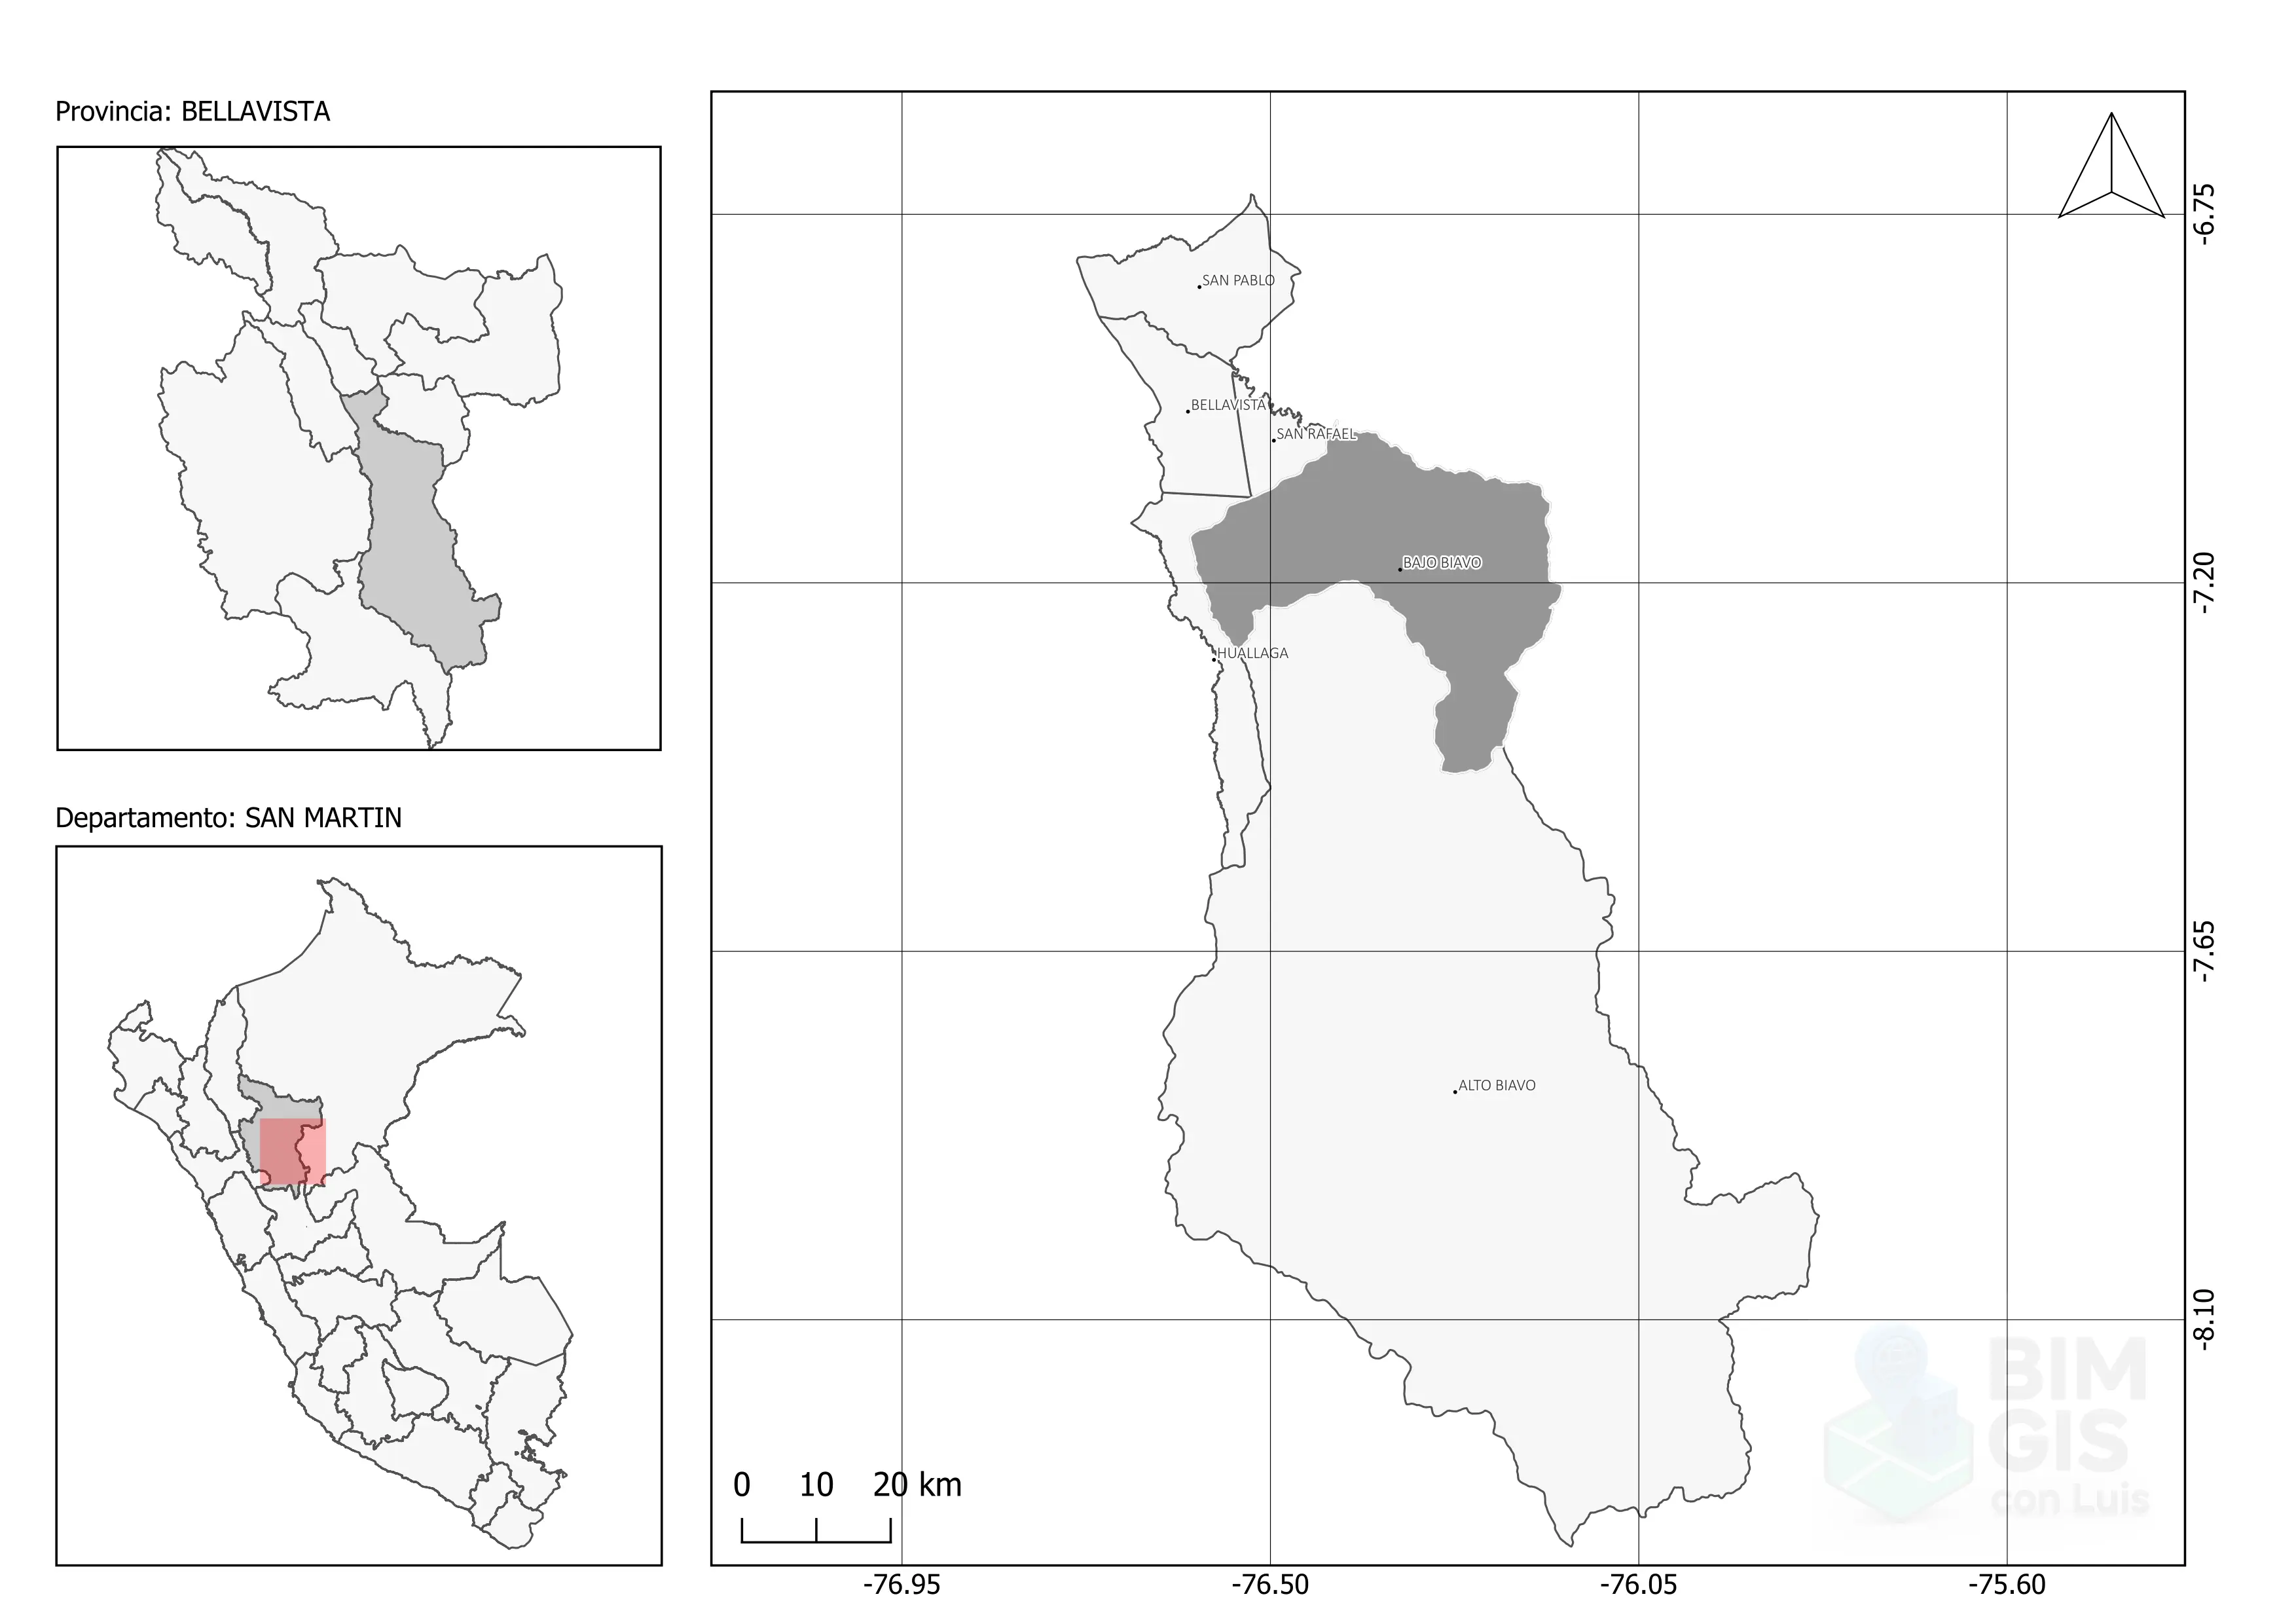 Provincia: BELLAVISTA
Departamento: SAN MARTIN
SAN PABLO
BELLAVISTA
SAN RAFAEL
BAJO BIAVO
HUALLAGA
ALTO BIAVO
-6.75
-7.20
-7.65
-8.10
BIM
GIS
con Luis
0 10 20 km
-76.95 -76.50 -76.05 -75.60